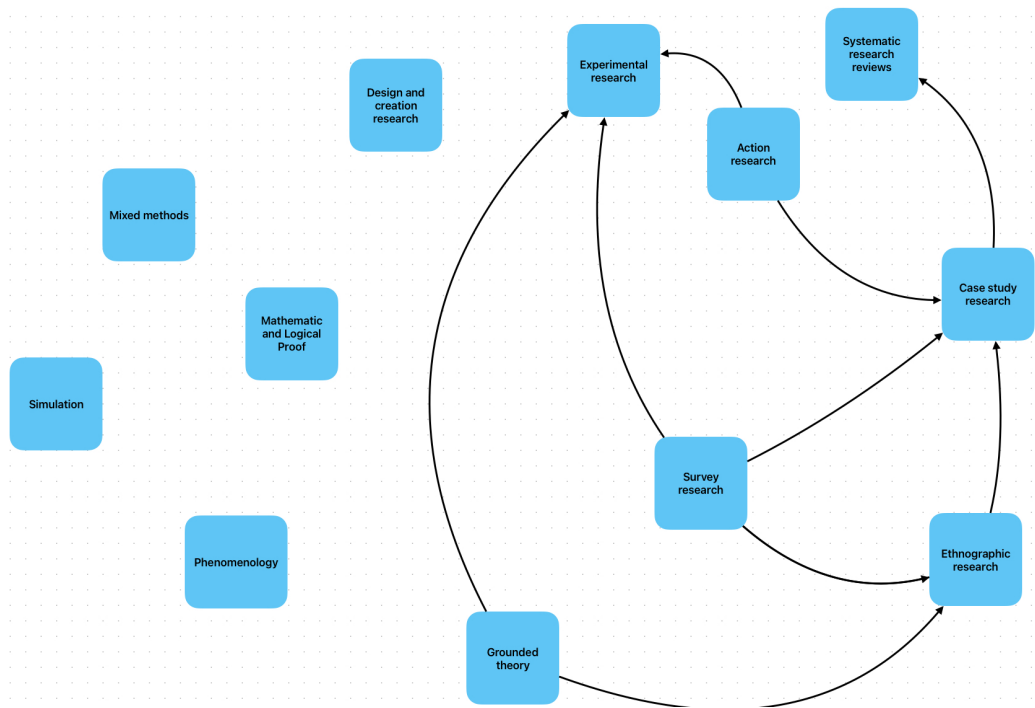 Experimental
research
Systematic
research
reviews
Design and
creation
research
Action
research
Mixed methods
Case study
research
Mathematic
and Logical
Proof
Simulation
Survey
research
Ethnographic
research
Phenomenology
Grounded
theory